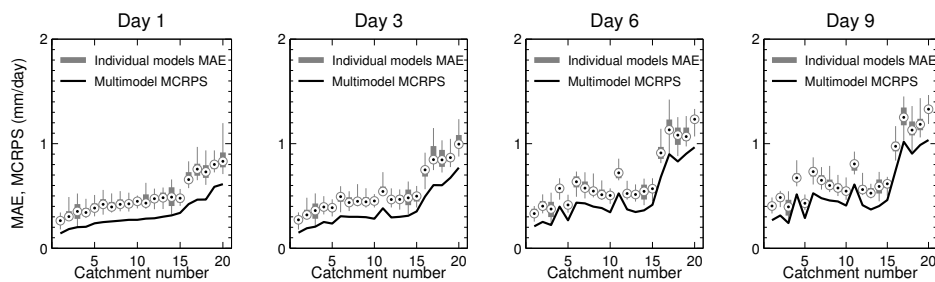 Day 1
Day 3
Day 6
Day 9
MAE, MCRPS (mm/day)
2
Individual models MAE
Multimodel MCRPS
1
0
5 10 15 20
Catchment number
2
Individual models MAE
Multimodel MCRPS
1
0
5 10 15 20
Catchment number
2
Individual models MAE
Multimodel MCRPS
1
0
5 10 15 20
Catchment number
2
Individual models MAE
Multimodel MCRPS
1
0
5 10 15 20
Catchment number